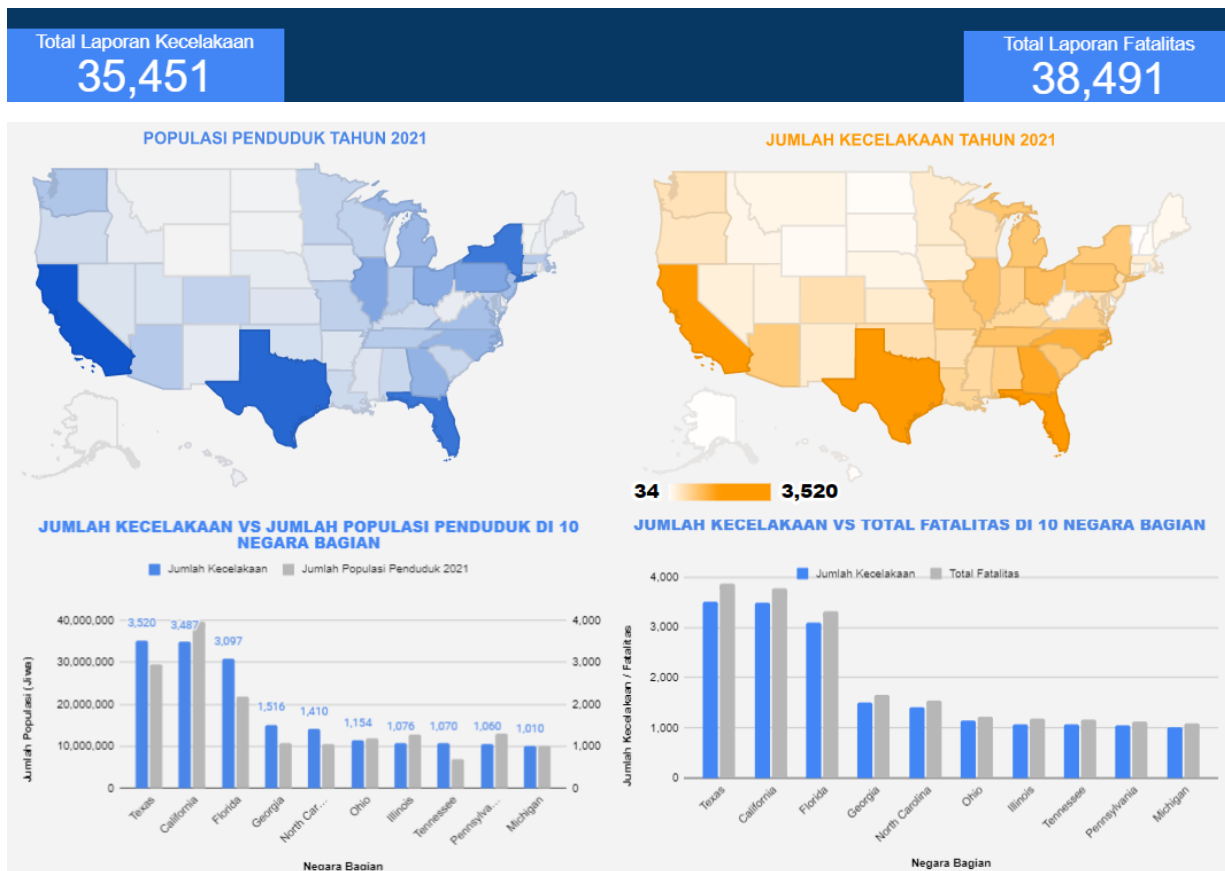 Total Laporan Kecelakaan
35,451
Total Laporan Fatalitas
38,491
POPULASI PENDUDUK TAHUN 2021
JUMLAH KECELAKAAN TAHUN 2021
34
3,520
JUMLAH KECELAKAAN VS JUMLAH POPULASI PENDUDUK DI 10
NEGARA BAGIAN
Jumlah Kecelakaan
Jumlah Populasi Penduduk 2021
Jumlah Populasi (Jiwa)
40,000,000
30,000,000
20,000,000
10,000,000
0
3,520
3,487
3,097
1,516
1,410
1,154
1,076
1,070
1,060
1,010
4,000
3,000
2,000
1,000
0
Texas
California
Florida
Georgia
North Car...
Ohio
Illinois
Tennessee
Pennsylva...
Michigan
Negara Bagian
JUMLAH KECELAKAAN VS TOTAL FATALITAS DI 10 NEGARA BAGIAN
Jumlah Kecelakaan
Total Fatalitas
Jumlah Kecelakaan / Fatalitas
4,000
3,000
2,000
1,000
0
Texas
California
Florida
Georgia
North Carolina
Ohio
Illinois
Tennessee
Pennsylvania
Michigan
Negara Bagian